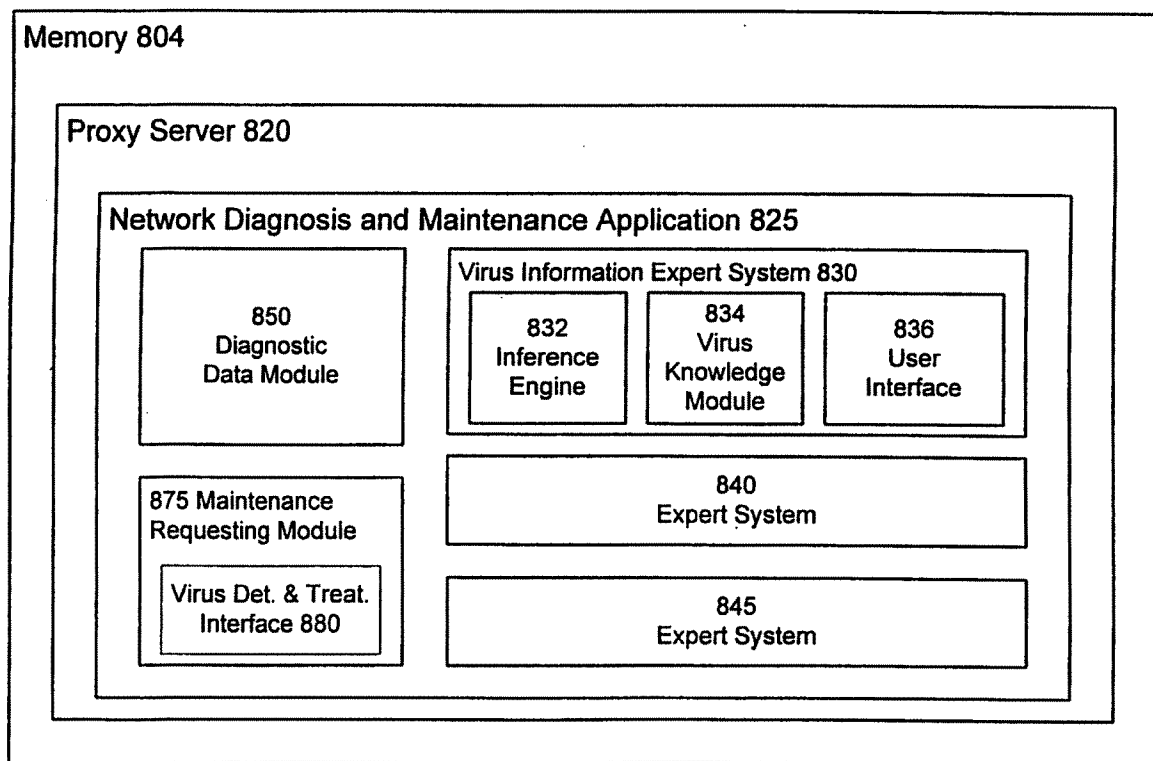 Memory 804
Proxy Server 820
Network Diagnosis and Maintenance Application 825
850
Diagnostic
Data Module
Virus Information Expert System 830
832
Inference
Engine
834
Virus
Knowledge
Module
836
User
Interface
875 Maintenance
Requesting Module
Virus Det. & Treat.
Interface 880
840
Expert System
845
Expert System